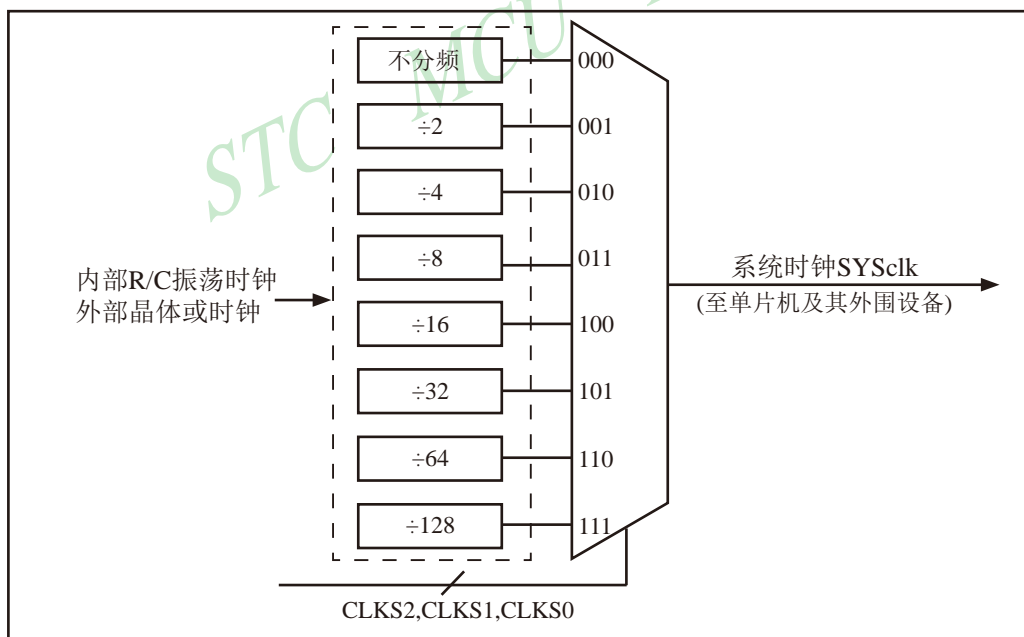 STC MCU
不分频
000
÷2
001
÷4
010
÷8
011
÷16
100
÷32
101
÷64
110
÷128
111
内部R/C振荡时钟
外部晶体或时钟
系统时钟SYSclk
(至单片机及其外围设备)
CLKS2,CLKS1,CLKS0